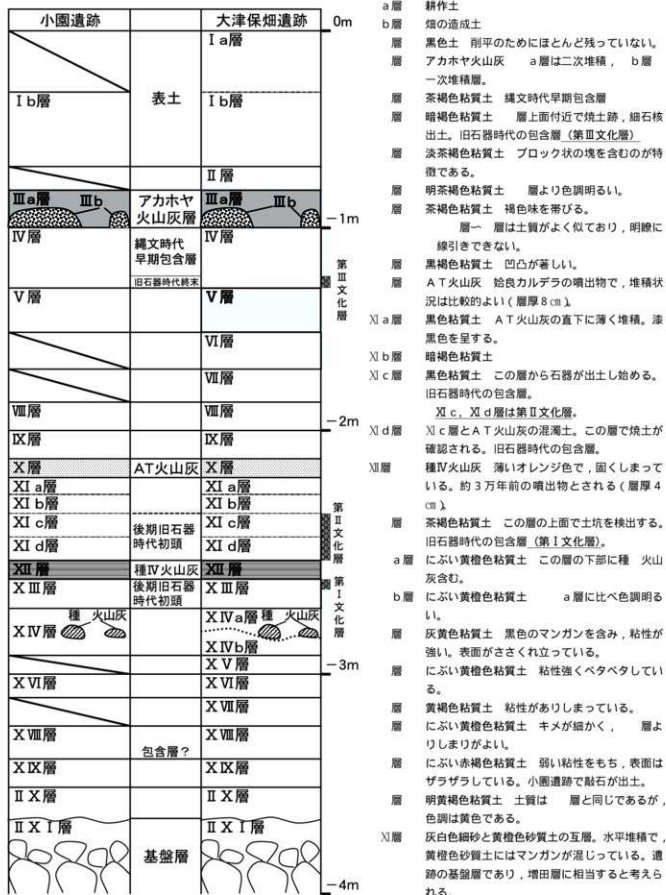 小園遺跡
大津保畑遺跡
0m
Ⅰa層
Ⅰb層
表土
Ⅰb層
Ⅱ層
Ⅲa層 Ⅲb
アカホヤ
火山灰層
Ⅲa層 Ⅲb
-1m
Ⅳ層
縄文時代
早期包含層
Ⅳ層
旧石器時代終末
第Ⅲ文化層
Ⅴ層
Ⅴ層
Ⅵ層
Ⅶ層
Ⅷ層
Ⅷ層
-2m
Ⅸ層
Ⅸ層
Ⅹ層
AT火山灰
Ⅹ層
ⅩⅠa層
ⅩⅠa層
ⅩⅠb層
ⅩⅠb層
ⅩⅠc層
後期旧石器
時代初頭
ⅩⅠc層
ⅩⅠd層
ⅩⅠd層
第Ⅱ文化層
ⅩⅡ層
種Ⅳ火山灰
ⅩⅡ層
ⅩⅢ層
後期旧石器
時代初頭
ⅩⅢ層
第Ⅰ文化層
ⅩⅣ層
種 火山灰
ⅩⅣa層 種 火山灰
ⅩⅣb層
ⅩⅤ層
-3m
ⅩⅥ層
ⅩⅥ層
ⅩⅦ層
ⅩⅧ層
包含層?
ⅩⅧ層
ⅩⅨ層
ⅩⅨ層
ⅡⅩ層
ⅡⅩ層
ⅡⅩⅠ層
基盤層
ⅡⅩⅠ層
-4m
a層 耕作土
b層 畑の造成土
層 黒色土 削平のためにほとんど残っていない。
層 アカホヤ火山灰 a層は二次堆積, b層
一次堆積層。
層 茶褐色粘質土 縄文時代早期包含層
層 暗褐色粘質土 層上面付近で焼土跡,細石核
出土。旧石器時代の包含層(第Ⅲ文化層)
層 淡茶褐色粘質土 ブロック状の塊を含むのが特
徴である。
層 明茶褐色粘質土 層より色調明るい。
層 茶褐色粘質土 褐色味を帯びる。
層~ 層は土質がよく似ており,明瞭に
線引きできない。
層 黒褐色粘質土 凹凸が著しい。
層 AT火山灰 姶良カルデラの噴出物で,堆積状
況は比較的よい(層厚8㎝)。
Ⅺa層 黒色粘質土 AT火山灰の直下に薄く堆積。漆
黒色を呈する。
Ⅺb層 暗褐色粘質土
Ⅺc層 黒色粘質土 この層から石器が出土し始める。
旧石器時代の包含層。
Ⅺc,Ⅺd層は第Ⅱ文化層。
Ⅺd層 Ⅺc層とAT火山灰の混濁土。この層で焼土が
確認される。旧石器時代の包含層。
Ⅻ層 種Ⅳ火山灰 薄いオレンジ色で,固くしまって
いる。約3万年前の噴出物とされる(層厚4
㎝)。
層 茶褐色粘質土 この層の上面で土坑を検出する。
旧石器時代の包含層(第Ⅰ文化層)。
a層 にぶい黄橙色粘質土 この層の下部に種 火山
灰含む。
b層 にぶい黄橙色粘質土 a層に比べ色調明る
い。
層 灰黄色粘質土 黒色のマンガンを含み,粘性が
強い。表面がささくれ立っている。
層 にぶい黄橙色粘質土 粘性強くベタベタしてい
る。
層 黄褐色粘質土 粘性がありしまっている。
層 にぶい黄橙色粘質土 キメが細かく, 層よ
りしまりがよい。
層 にぶい赤褐色粘質土 弱い粘性をもち,表面は
ザラザラしている。小園遺跡で敲石が出土。
層 明黄褐色粘質土 土質は 層と同じであるが,
色調は黄色である。
Ⅺ層 灰白色細砂と黄橙色砂質土の互層。水平堆積で,
黄橙色砂質土にはマンガンが混じっている。遺
跡の基盤層であり,増田層に相当すると考えら
れる